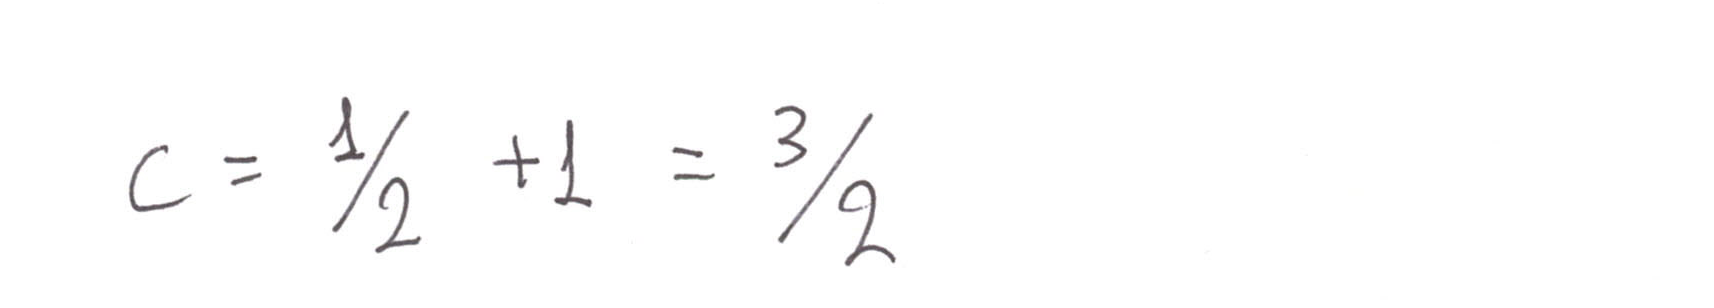 C = 1/2 + 1 = 3/2